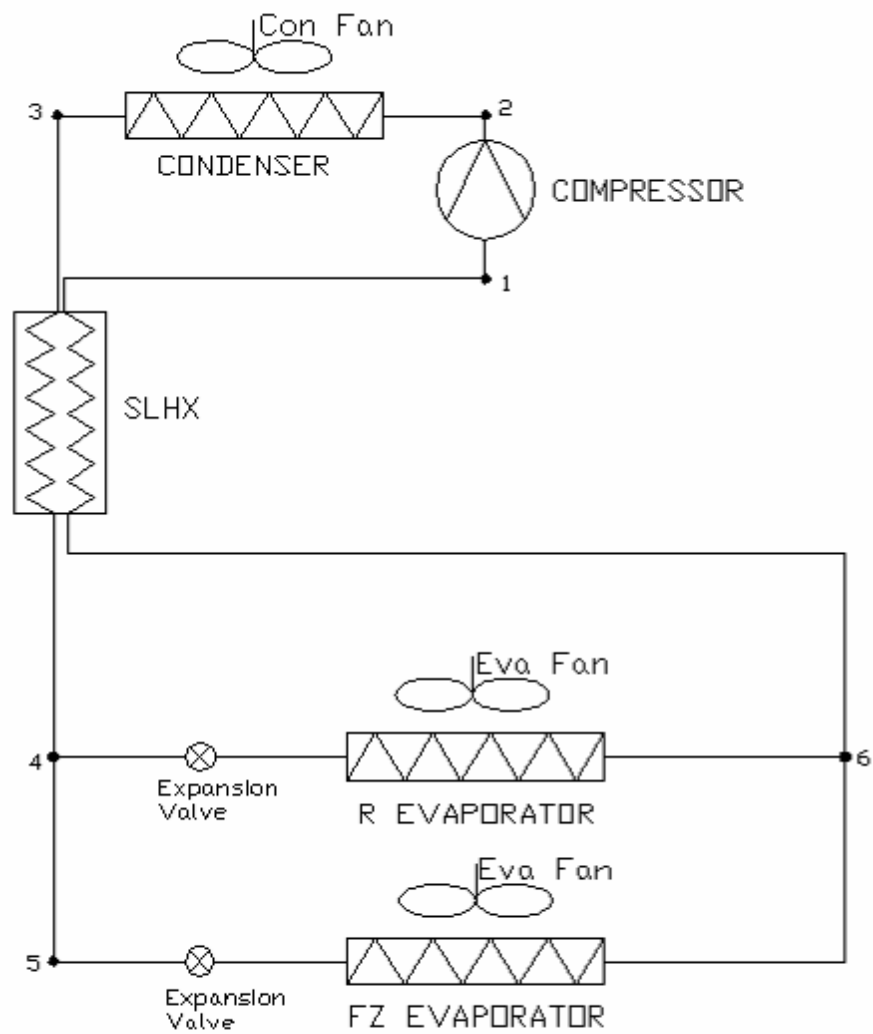 Con Fan
3
2
CONDENSER
COMPRESSOR
1
SLHX
Eva Fan
4
6
Expansion
Valve
R EVAPORATOR
Eva Fan
5
Expansion
Valve
FZ EVAPORATOR